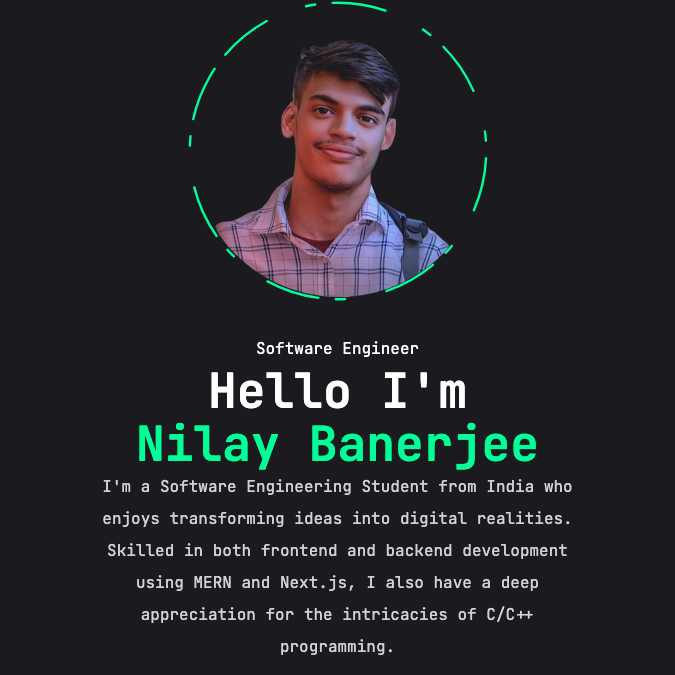 Software Engineer
Hello I'm
Nilay Banerjee
I'm a Software Engineering Student from India who
enjoys transforming ideas into digital realities.
Skilled in both frontend and backend development
using MERN and Next.js, I also have a deep
appreciation for the intricacies of C/C++
programming.